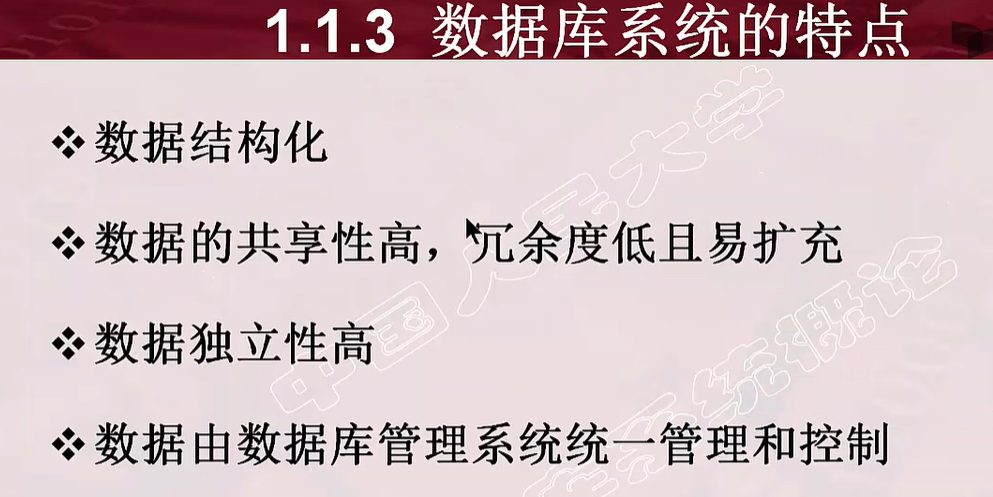 1.1.3 数据库系统的特点
❖数据结构化
❖数据的共享性高，冗余度低且易扩充
❖数据独立性高
❖数据由数据库管理系统统一管理和控制
中国人民大学
系统概论